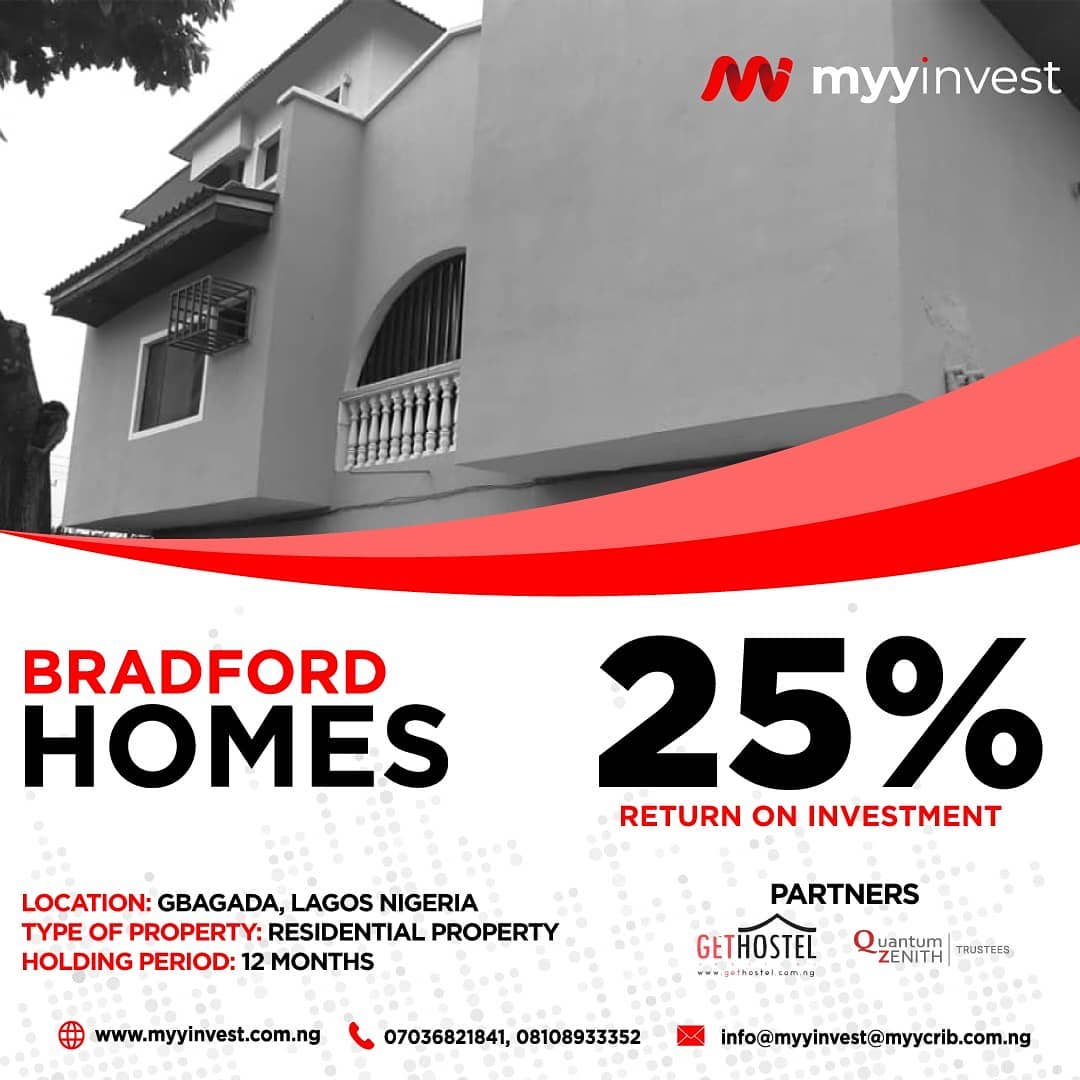 myyinvest
BRADFORD
HOMES
25%
RETURN ON INVESTMENT
LOCATION: GBAGADA, LAGOS NIGERIA
TYPE OF PROPERTY: RESIDENTIAL PROPERTY
HOLDING PERIOD: 12 MONTHS
PARTNERS
GETHOSTEL
www.gethostel.com.ng
Quantum
ZENITH
TRUSTEES
www.myyinvest.com.ng
07036821841, 08108933352
info@myyinvest@myycrib.com.ng